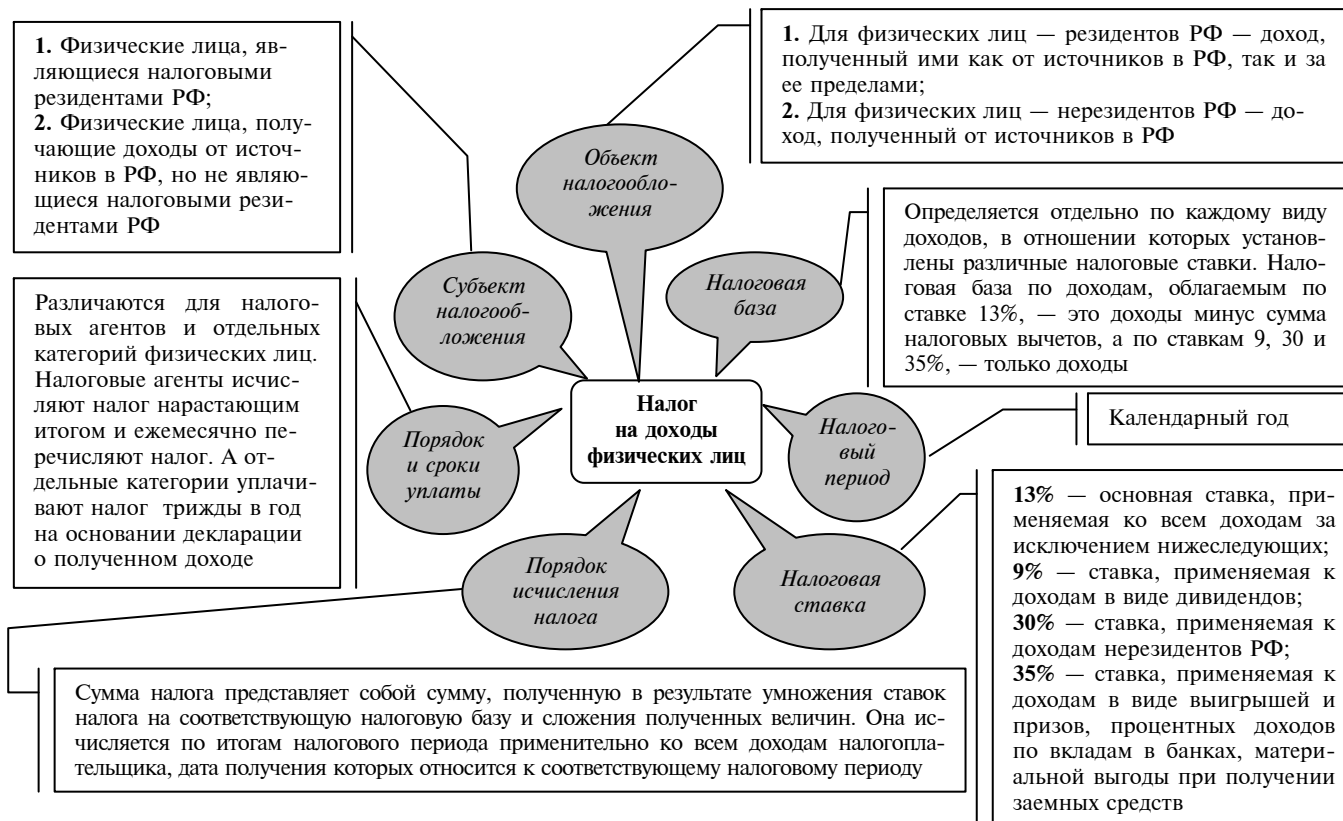 1. Физические лица, яв-
ляющиеся налоговыми
резидентами РФ;
2. Физические лица, полу-
чающие доходы от источ-
ников в РФ, но не являю-
щиеся налоговыми рези-
дентами РФ
1. Для физических лиц — резидентов РФ — доход,
полученный ими как от источников в РФ, так и за
ее пределами;
2. Для физических лиц — нерезидентов РФ — до-
ход, полученный от источников в РФ
Объект
налогообло-
жения
Субъект
налогооб-
ложения
Налоговая
база
Определяется отдельно по каждому виду
доходов, в отношении которых установ-
лены различные налоговые ставки. Нало-
говая база по доходам, облагаемым по
ставке 13%, — это доходы минус сумма
налоговых вычетов, а по ставкам 9, 30 и
35%, — только доходы
Различаются для налого-
вых агентов и отдельных
категорий физических лиц.
Налоговые агенты исчис-
ляют налог нарастающим
итогом и ежемесячно пе-
речисляют налог. А от-
дельные категории уплачи-
вают налог трижды в год
на основании декларации
о полученном доходе
Порядок
и сроки
уплаты
Налог
на доходы
физических лиц
Налого-
вый
период
Календарный год
Порядок
исчисления
налога
Налоговая
ставка
13% — основная ставка, при-
меняемая ко всем доходам за
исключением нижеследующих;
9% — ставка, применяемая к
доходам в виде дивидендов;
30% — ставка, применяемая к
доходам нерезидентов РФ;
35% — ставка, применяемая к
доходам в виде выигрышей и
призов, процентных доходов
по вкладам в банках, матери-
альной выгоды при получении
заемных средств
Сумма налога представляет собой сумму, полученную в результате умножения ставок
налога на соответствующую налоговую базу и сложения полученных величин. Она ис-
числяется по итогам налогового периода применительно ко всем доходам налогопла-
тельщика, дата получения которых относится к соответствующему налоговому периоду